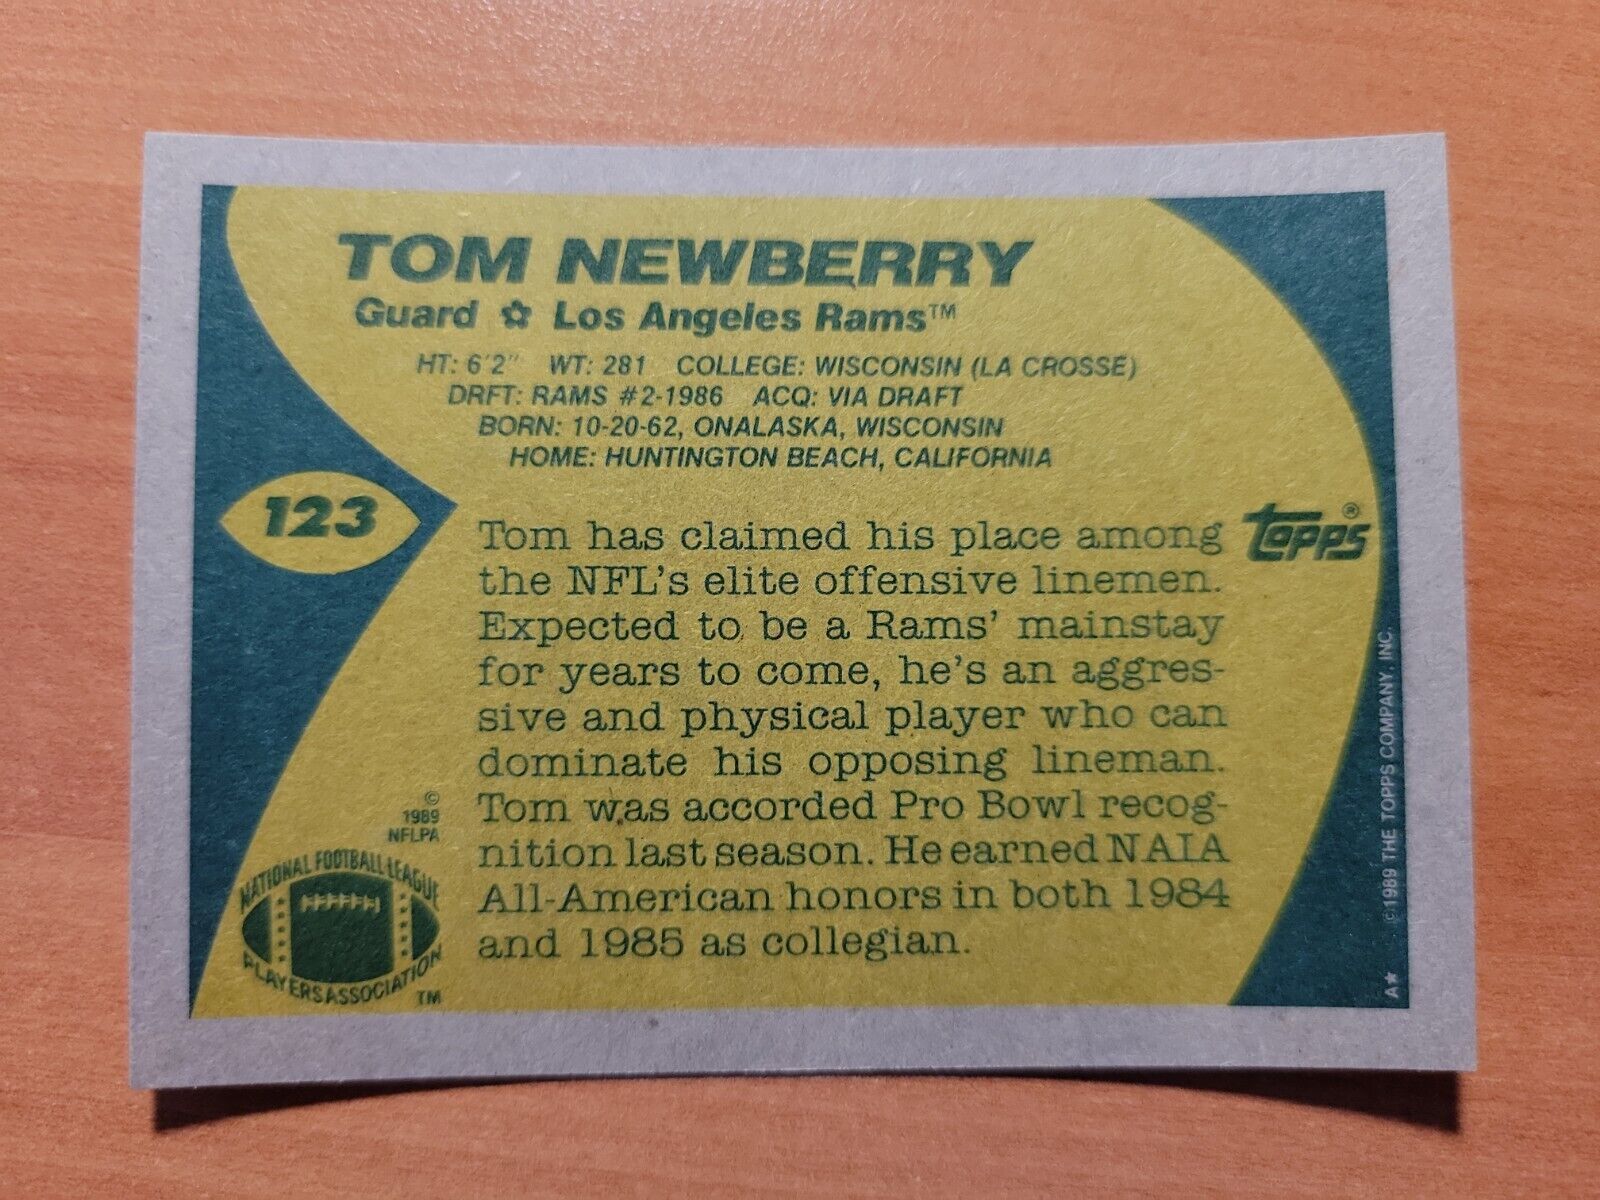 TOM NEWBERRY
Guard ✿ Los Angeles Rams™
HT: 6'2" WT: 281 COLLEGE: WISCONSIN (LA CROSSE)
DRFT: RAMS #2-1986 ACQ: VIA DRAFT
BORN: 10-20-62, ONALASKA, WISCONSIN
HOME: HUNTINGTON BEACH, CALIFORNIA
123
Tom has claimed his place among
the NFL's elite offensive linemen.
Expected to be a Rams' mainstay
for years to come, he's an aggres-
sive and physical player who can
dominate his opposing lineman.
Tom was accorded Pro Bowl recog-
nition last season. He earned NAIA
All-American honors in both 1984
and 1985 as collegian.
TOPPS®
©
1989
NFLPA
NATIONAL FOOTBALL LEAGUE
PLAYERS ASSOCIATION
TM
A★ ©1989 THE TOPPS COMPANY, INC.